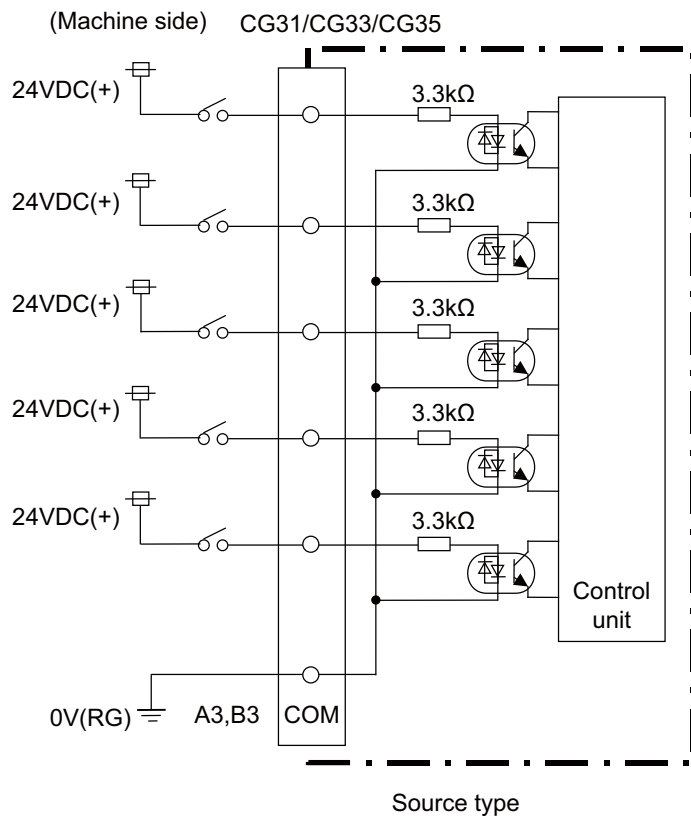 (Machine side) CG31/CG33/CG35
24VDC(+) 3.3kΩ
24VDC(+) 3.3kΩ
24VDC(+) 3.3kΩ
24VDC(+) 3.3kΩ
24VDC(+) 3.3kΩ
Control
unit
0V(RG) A3,B3 COM
Source type